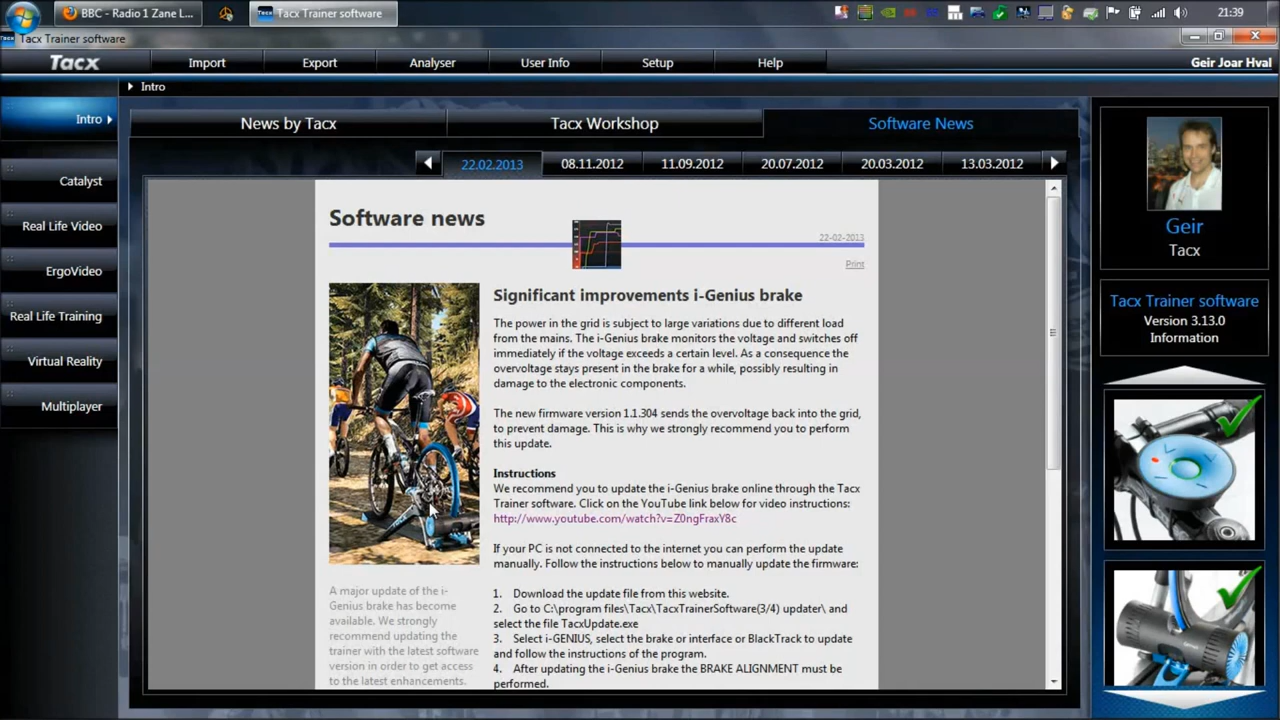 BBC - Radio 1 Zane L...
Tacx Trainer software
21:39
Tacx Trainer software
Tacx
Import
Export
Analyser
User Info
Setup
Help
Geir Joar Hval
Intro
Intro
Catalyst
Real Life Video
ErgoVideo
Real Life Training
Virtual Reality
Multiplayer
News by Tacx
Tacx Workshop
Software News
22.02.2013
08.11.2012
11.09.2012
20.07.2012
20.03.2012
13.03.2012
Software news
22-02-2013
Print
Significant improvements i-Genius brake
The power in the grid is subject to large variations due to different load
from the mains. The i-Genius brake monitors the voltage and switches off
immediately if the voltage exceeds a certain level. As a consequence the
overvoltage stays present in the brake for a while, possibly resulting in
damage to the electronic components.
The new firmware version 1.1.304 sends the overvoltage back into the grid,
to prevent damage. This is why we strongly recommend you to perform
this update.
Instructions
We recommend you to update the i-Genius brake online through the Tacx
Trainer software. Click on the YouTube link below for video instructions:
http://www.youtube.com/watch?v=Z0ngFraxY8c
If your PC is not connected to the internet you can perform the update
manually. Follow the instructions below to manually update the firmware:
1. Download the update file from this website.
2. Go to C:\program files\Tacx\TacxTrainerSoftware(3/4) updater\ and
select the file TacxUpdate.exe
3. Select i-GENIUS, select the brake or interface or BlackTrack to update
and follow the instructions of the program.
4. After updating the i-Genius brake the BRAKE ALIGNMENT must be
performed.
A major update of the i-
Genius brake has become
available. We strongly
recommend updating the
trainer with the latest software
version in order to get access
to the latest enhancements.
Geir
Tacx
Tacx Trainer software
Version 3.13.0
Information